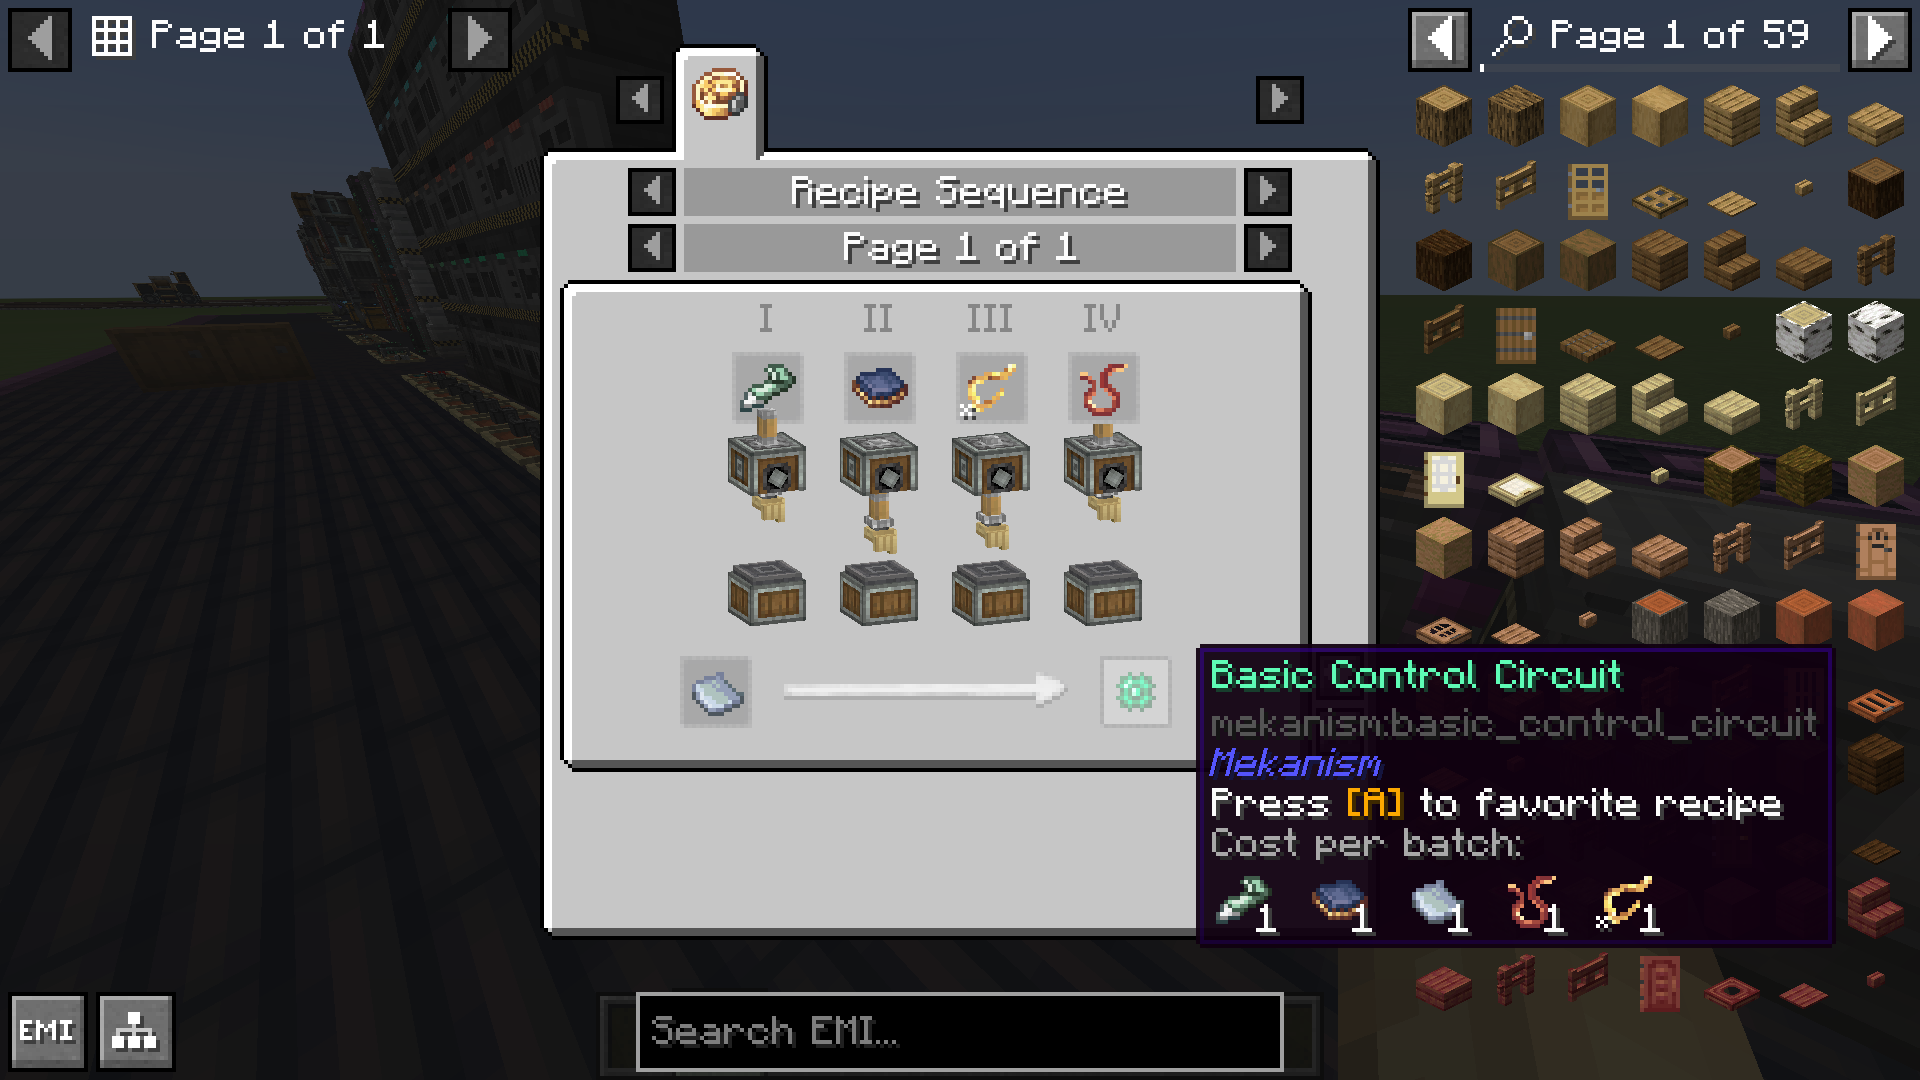 Page 1 of 1
Page 1 of 59
Recipe Sequence
Page 1 of 1
I II III IV
Basic Control Circuit
mekanism:basic_control_circuit
Mekanism
Press [A] to favorite recipe
Cost per batch:
1 1 1 1 1
EMI
Search EMI...